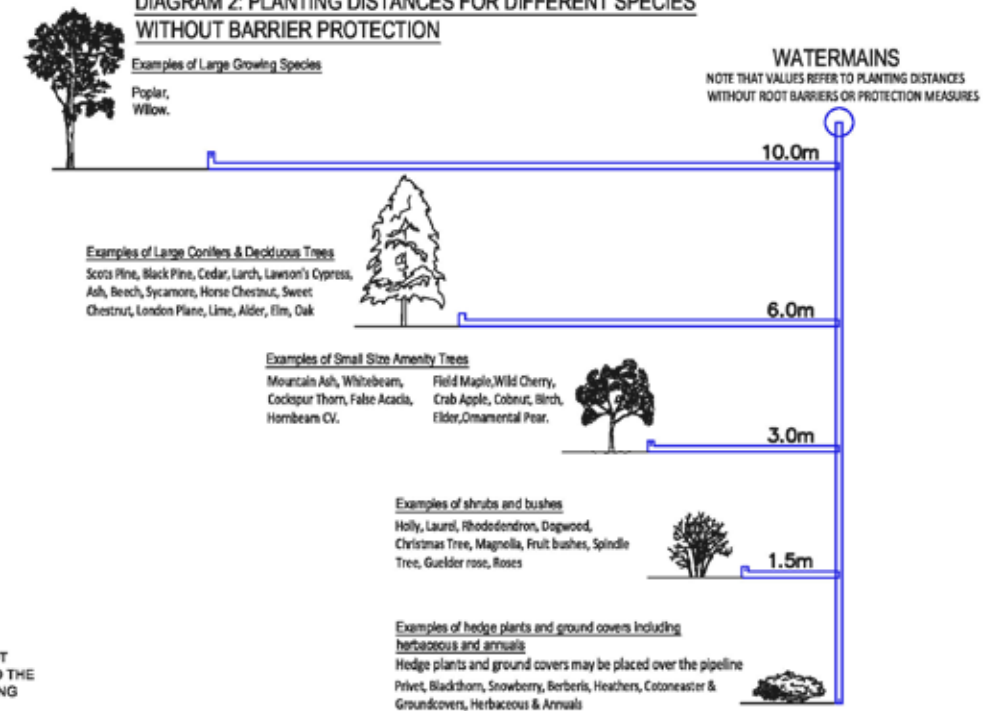 DIAGRAM 2: PLANTING DISTANCES FOR DIFFERENT SPECIES
WITHOUT BARRIER PROTECTION
Examples of Large Growing Species
Poplar,
Willow.
WATERMAINS
NOTE THAT VALUES REFER TO PLANTING DISTANCES
WITHOUT ROOT BARRIERS OR PROTECTION MEASURES
10.0m
Examples of Large Conifers & Deciduous Trees
Scots Pine, Black Pine, Cedar, Larch, Lawson's Cypress,
Ash, Beech, Sycamore, Horse Chestnut, Sweet
Chestnut, London Plane, Lime, Alder, Elm, Oak
6.0m
Examples of Small Size Amenity Trees
Mountain Ash, Whitebeam,
Cockspur Thorn, False Acacia,
Hornbeam CV.
Field Maple,Wild Cherry,
Crab Apple, Cobnut, Birch,
Elder,Ornamental Pear.
3.0m
Examples of shrubs and bushes
Holly, Laurel, Rhododendron, Dogwood,
Christmas Tree, Magnolia, Fruit bushes, Spindle
Tree, Guelder rose, Roses
1.5m
Examples of hedge plants and ground covers including
herbaceous and annuals
Hedge plants and ground covers may be placed over the pipeline
Privet, Blackthorn, Snowberry, Berberis, Heathers, Cotoneaster &
Groundcovers, Herbaceous & Annuals
T
THE
NG